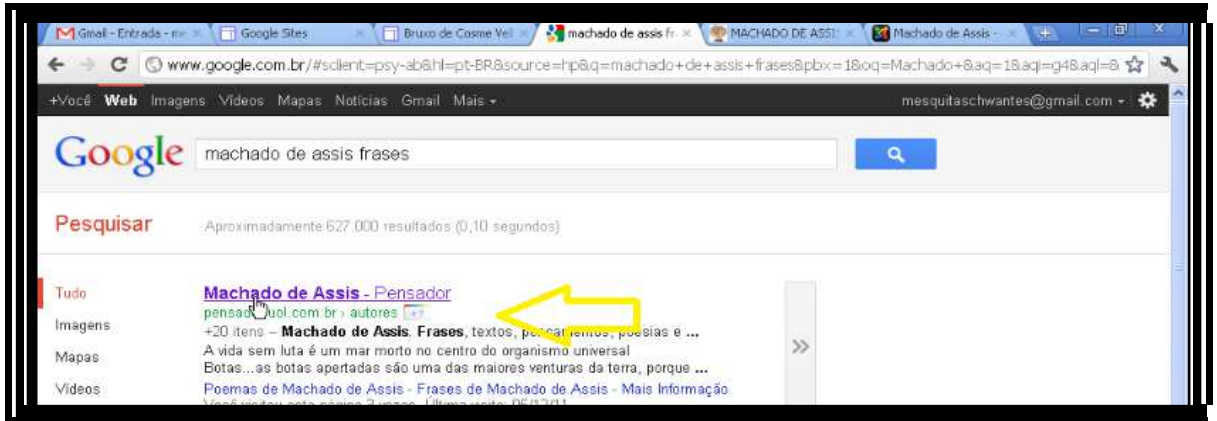 Gmail - Entrada - me
Google Sites
Bruxo de Cosme Vel
machado de assis fr
MACHADO DE ASSI
Machado de Assis -
www.google.com.br/#sclient=psy-ab&hl=pt-BR&source=hp&q=machado+de+assis+frases&pbx=1&oq=Machado+&aq=1&aqi=g4&aql=&
+Você Web Imagens Vídeos Mapas Notícias Gmail Mais
mesquitaschwantes@gmail.com
Google
machado de assis frases
Pesquisar
Aproximadamente 627.000 resultados (0,10 segundos)
Tudo
Imagens
Mapas
Vídeos
Machado de Assis - Pensador
uol.com.br › autores +1
+20 itens – Machado de Assis. Frases, textos, pensamentos, poesias e ...
A vida sem luta é um mar morto no centro do organismo universal
Botas...as botas apertadas são uma das maiores venturas da terra, porque ...
Poemas de Machado de Assis - Frases de Machado de Assis - Mais Informação